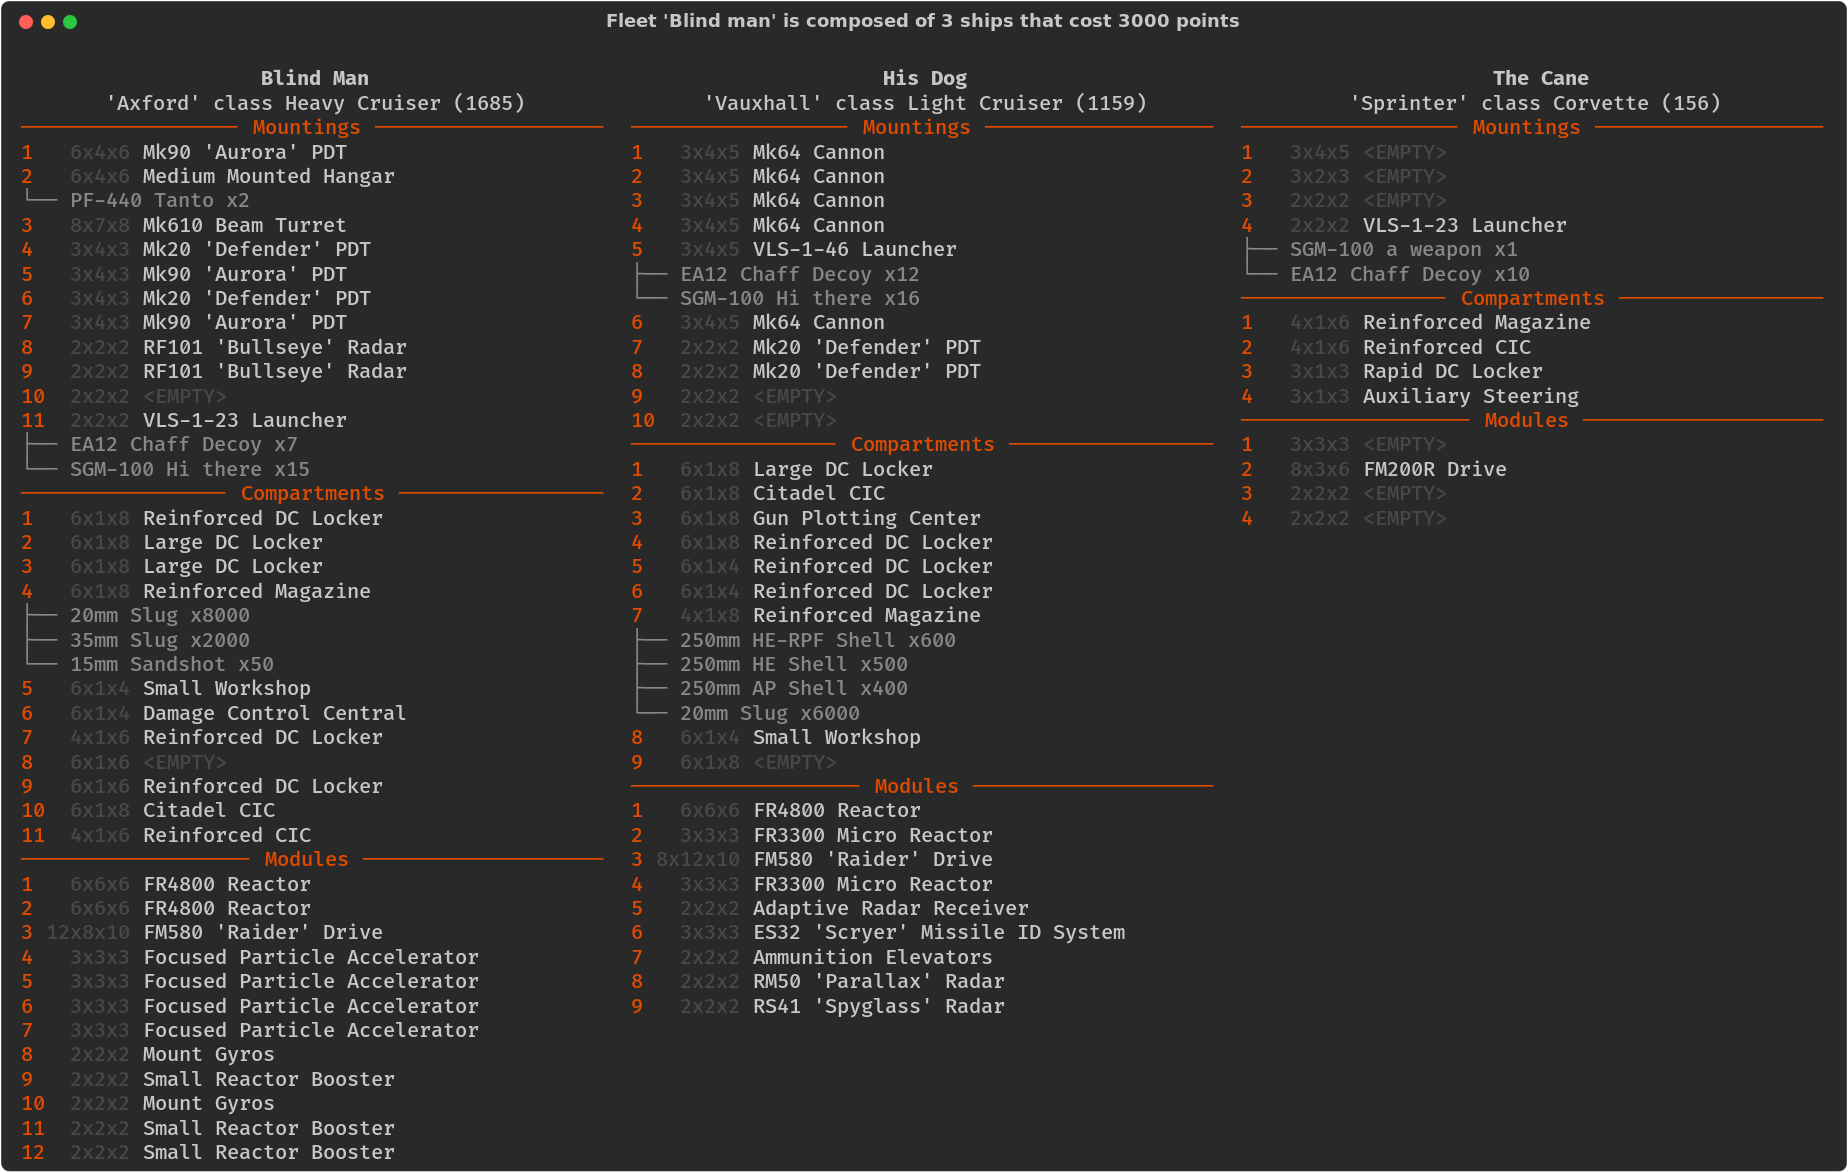 Fleet 'Blind man' is composed of 3 ships that cost 3000 points
Blind Man
'Axford' class Heavy Cruiser (1685)
Mountings
1 6x4x6 Mk90 'Aurora' PDT
2 6x4x6 Medium Mounted Hangar
└── PF-440 Tanto x2
3 8x7x8 Mk610 Beam Turret
4 3x4x3 Mk20 'Defender' PDT
5 3x4x3 Mk90 'Aurora' PDT
6 3x4x3 Mk20 'Defender' PDT
7 3x4x3 Mk90 'Aurora' PDT
8 2x2x2 RF101 'Bullseye' Radar
9 2x2x2 RF101 'Bullseye' Radar
10 2x2x2 <EMPTY>
11 2x2x2 VLS-1-23 Launcher
├── EA12 Chaff Decoy x7
└── SGM-100 Hi there x15
Compartments
1 6x1x8 Reinforced DC Locker
2 6x1x8 Large DC Locker
3 6x1x8 Large DC Locker
4 6x1x8 Reinforced Magazine
├── 20mm Slug x8000
├── 35mm Slug x2000
└── 15mm Sandshot x50
5 6x1x4 Small Workshop
6 6x1x4 Damage Control Central
7 4x1x6 Reinforced DC Locker
8 6x1x6 <EMPTY>
9 6x1x6 Reinforced DC Locker
10 6x1x8 Citadel CIC
11 4x1x6 Reinforced CIC
Modules
1 6x6x6 FR4800 Reactor
2 6x6x6 FR4800 Reactor
3 12x8x10 FM580 'Raider' Drive
4 3x3x3 Focused Particle Accelerator
5 3x3x3 Focused Particle Accelerator
6 3x3x3 Focused Particle Accelerator
7 3x3x3 Focused Particle Accelerator
8 2x2x2 Mount Gyros
9 2x2x2 Small Reactor Booster
10 2x2x2 Mount Gyros
11 2x2x2 Small Reactor Booster
12 2x2x2 Small Reactor Booster
His Dog
'Vauxhall' class Light Cruiser (1159)
Mountings
1 3x4x5 Mk64 Cannon
2 3x4x5 Mk64 Cannon
3 3x4x5 Mk64 Cannon
4 3x4x5 Mk64 Cannon
5 3x4x5 VLS-1-46 Launcher
├── EA12 Chaff Decoy x12
└── SGM-100 Hi there x16
6 3x4x5 Mk64 Cannon
7 2x2x2 Mk20 'Defender' PDT
8 2x2x2 Mk20 'Defender' PDT
9 2x2x2 <EMPTY>
10 2x2x2 <EMPTY>
Compartments
1 6x1x8 Large DC Locker
2 6x1x8 Citadel CIC
3 6x1x8 Gun Plotting Center
4 6x1x8 Reinforced DC Locker
5 6x1x4 Reinforced DC Locker
6 6x1x4 Reinforced DC Locker
7 4x1x8 Reinforced Magazine
├── 250mm HE-RPF Shell x600
├── 250mm HE Shell x500
├── 250mm AP Shell x400
└── 20mm Slug x6000
8 6x1x4 Small Workshop
9 6x1x8 <EMPTY>
Modules
1 6x6x6 FR4800 Reactor
2 3x3x3 FR3300 Micro Reactor
3 8x12x10 FM580 'Raider' Drive
4 3x3x3 FR3300 Micro Reactor
5 2x2x2 Adaptive Radar Receiver
6 3x3x3 ES32 'Scryer' Missile ID System
7 2x2x2 Ammunition Elevators
8 2x2x2 RM50 'Parallax' Radar
9 2x2x2 RS41 'Spyglass' Radar
The Cane
'Sprinter' class Corvette (156)
Mountings
1 3x4x5 <EMPTY>
2 3x2x3 <EMPTY>
3 2x2x2 <EMPTY>
4 2x2x2 VLS-1-23 Launcher
├── SGM-100 a weapon x1
└── EA12 Chaff Decoy x10
Compartments
1 4x1x6 Reinforced Magazine
2 4x1x6 Reinforced CIC
3 3x1x3 Rapid DC Locker
4 3x1x3 Auxiliary Steering
Modules
1 3x3x3 <EMPTY>
2 8x3x6 FM200R Drive
3 2x2x2 <EMPTY>
4 2x2x2 <EMPTY>